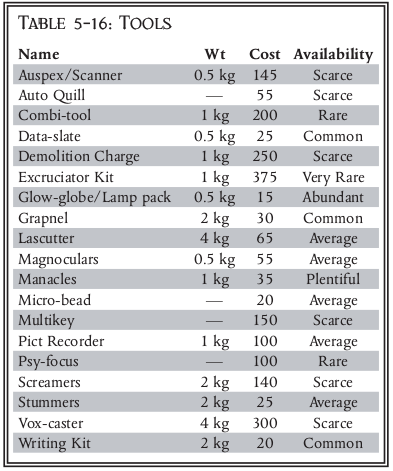 TABLE 5-16: TOOLS
Name Wt Cost Availability
Auspex/Scanner 0.5 kg 145 Scarce
Auto Quill — 55 Scarce
Combi-tool 1 kg 200 Rare
Data-slate 0.5 kg 25 Common
Demolition Charge 1 kg 250 Scarce
Excruciator Kit 1 kg 375 Very Rare
Glow-globe/Lamp pack 0.5 kg 15 Abundant
Grapnel 2 kg 30 Common
Lascutter 4 kg 65 Average
Magnoculars 0.5 kg 55 Average
Manacles 1 kg 35 Plentiful
Micro-bead — 20 Average
Multikey — 150 Scarce
Pict Recorder 1 kg 100 Average
Psy-focus — 100 Rare
Screamers 2 kg 140 Scarce
Stummers 2 kg 25 Average
Vox-caster 4 kg 300 Scarce
Writing Kit 2 kg 20 Common